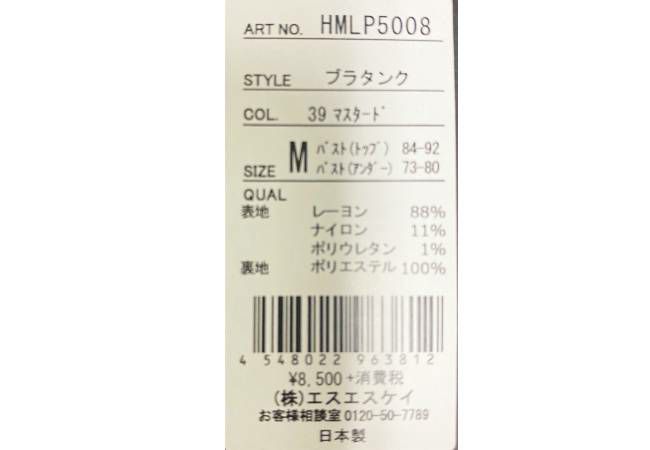 ART NO. HMLP5008
STYLE ブラタンク
COL. 39 ﾏｽﾀｰﾄﾞ
SIZE M ﾊﾞｽﾄ(ﾄｯﾌﾟ) 84-92
ﾊﾞｽﾄ(ｱﾝﾀﾞｰ) 73-80
QUAL
表地 レーヨン 88%
ナイロン 11%
ポリウレタン 1%
裏地 ポリエステル 100%
4 548022 963812
¥8,500+消費税
(株)エスエスケイ
お客様相談室0120-50-7789
日本製